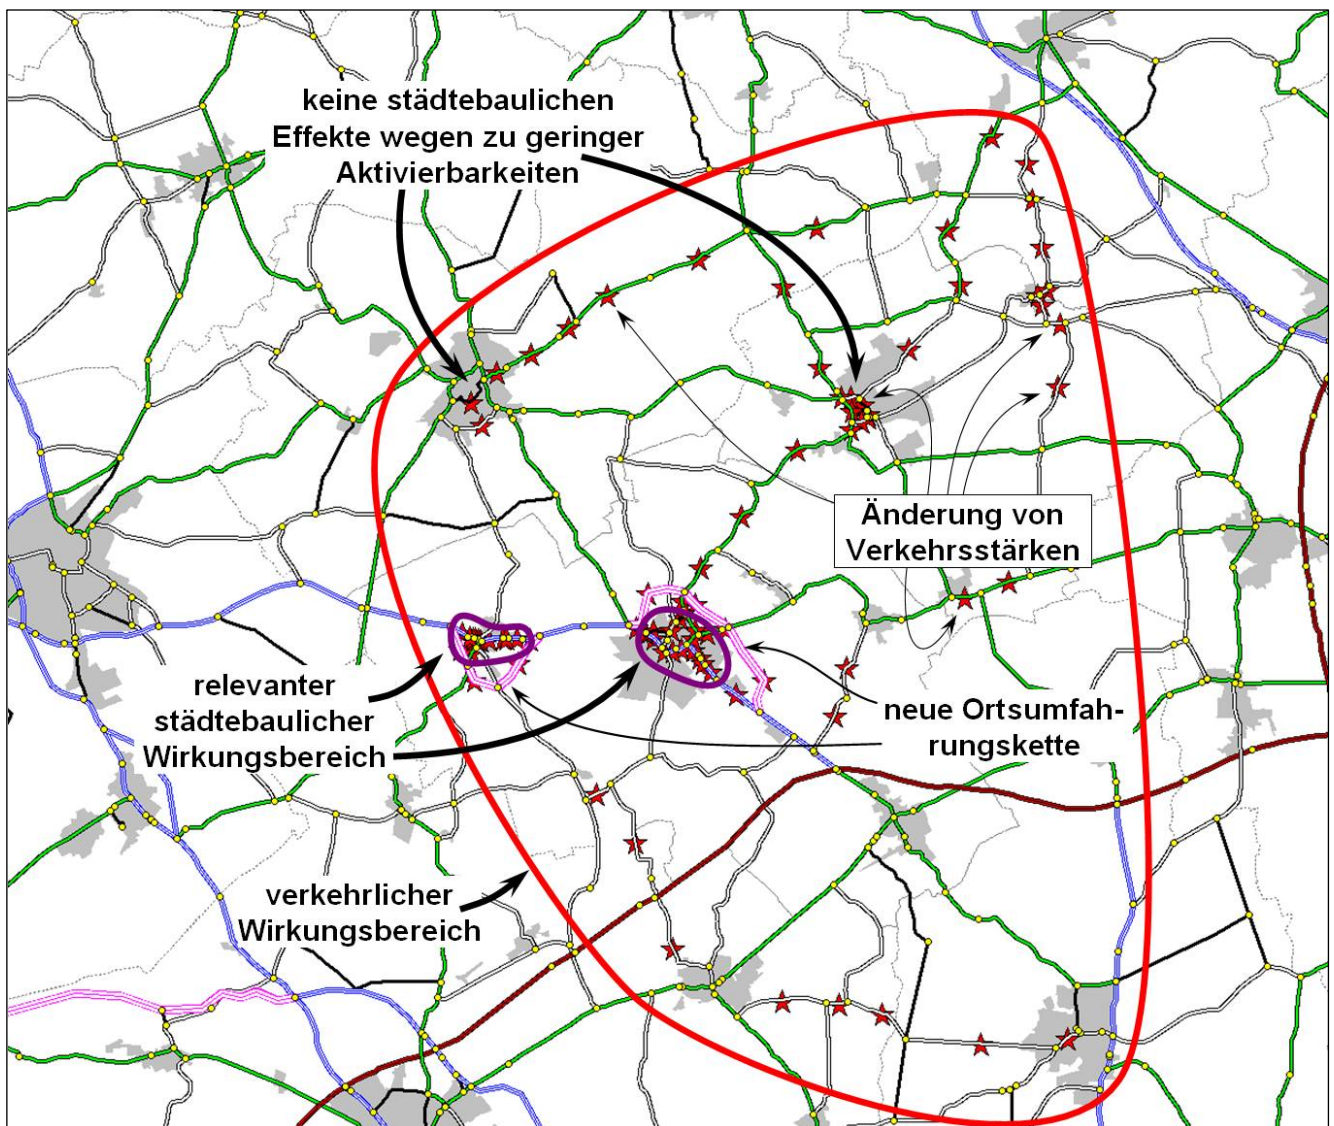 keine städtebaulichen
Effekte wegen zu geringer
Aktivierbarkeiten
Änderung von
Verkehrsstärken
relevanter
städtebaulicher
Wirkungsbereich
neue Ortsumfah-
rungskette
verkehrlicher
Wirkungsbereich